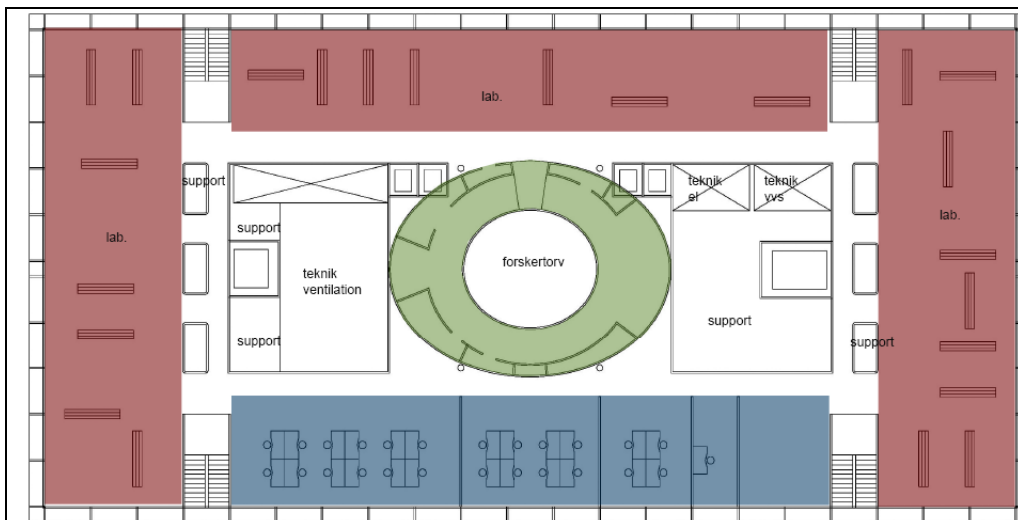 lab.
support
teknik
el
teknik
vvs
support
lab.
lab.
forskertorv
teknik
ventilation
support
support
support